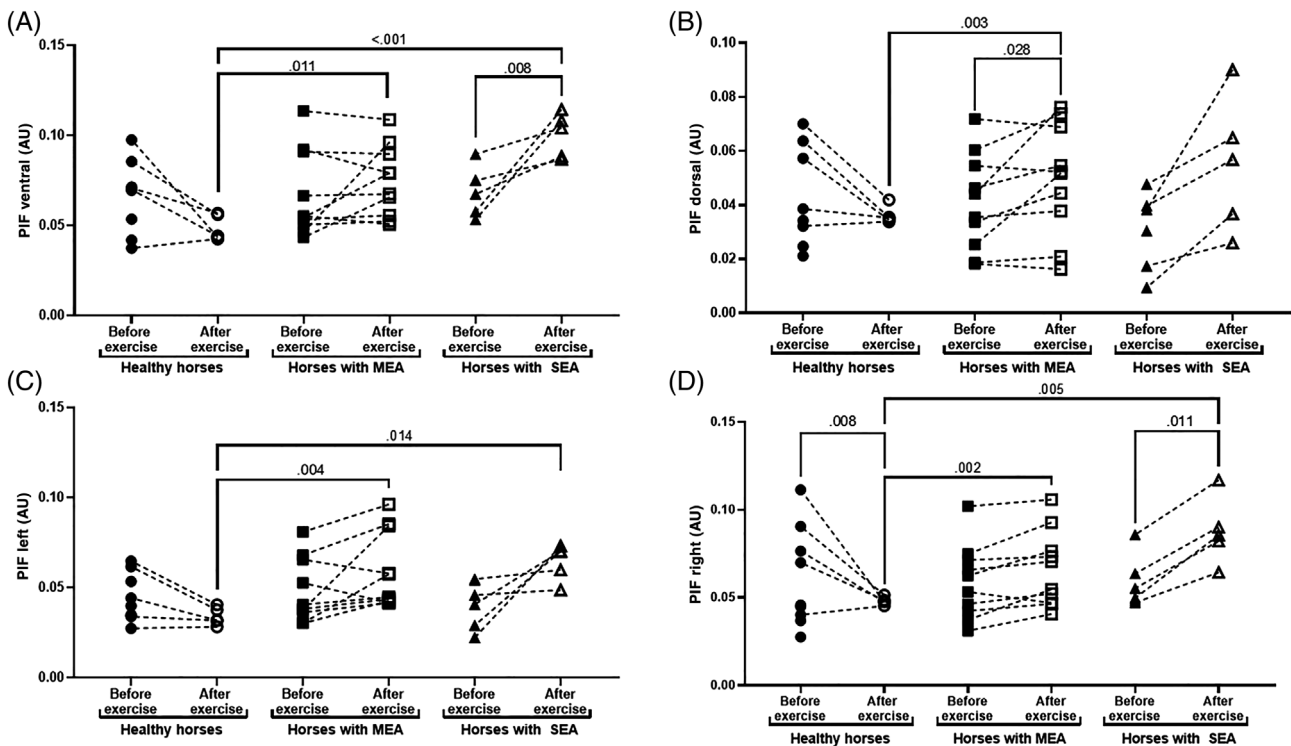 (A)
PIF ventral (AU)
0.15
0.10
0.05
0.00
<.001
.011
.008
Before exercise
After exercise
Before exercise
After exercise
Before exercise
After exercise
Healthy horses
Horses with MEA
Horses with SEA
(B)
PIF dorsal (AU)
0.10
0.08
0.06
0.04
0.02
0.00
.003
.028
Before exercise
After exercise
Before exercise
After exercise
Before exercise
After exercise
Healthy horses
Horses with MEA
Horses with SEA
(C)
PIF left (AU)
0.15
0.10
0.05
0.00
.014
.004
Before exercise
After exercise
Before exercise
After exercise
Before exercise
After exercise
Healthy horses
Horses with MEA
Horses with SEA
(D)
PIF right (AU)
0.15
0.10
0.05
0.00
.005
.008
.011
.002
Before exercise
After exercise
Before exercise
After exercise
Before exercise
After exercise
Healthy horses
Horses with MEA
Horses with SEA